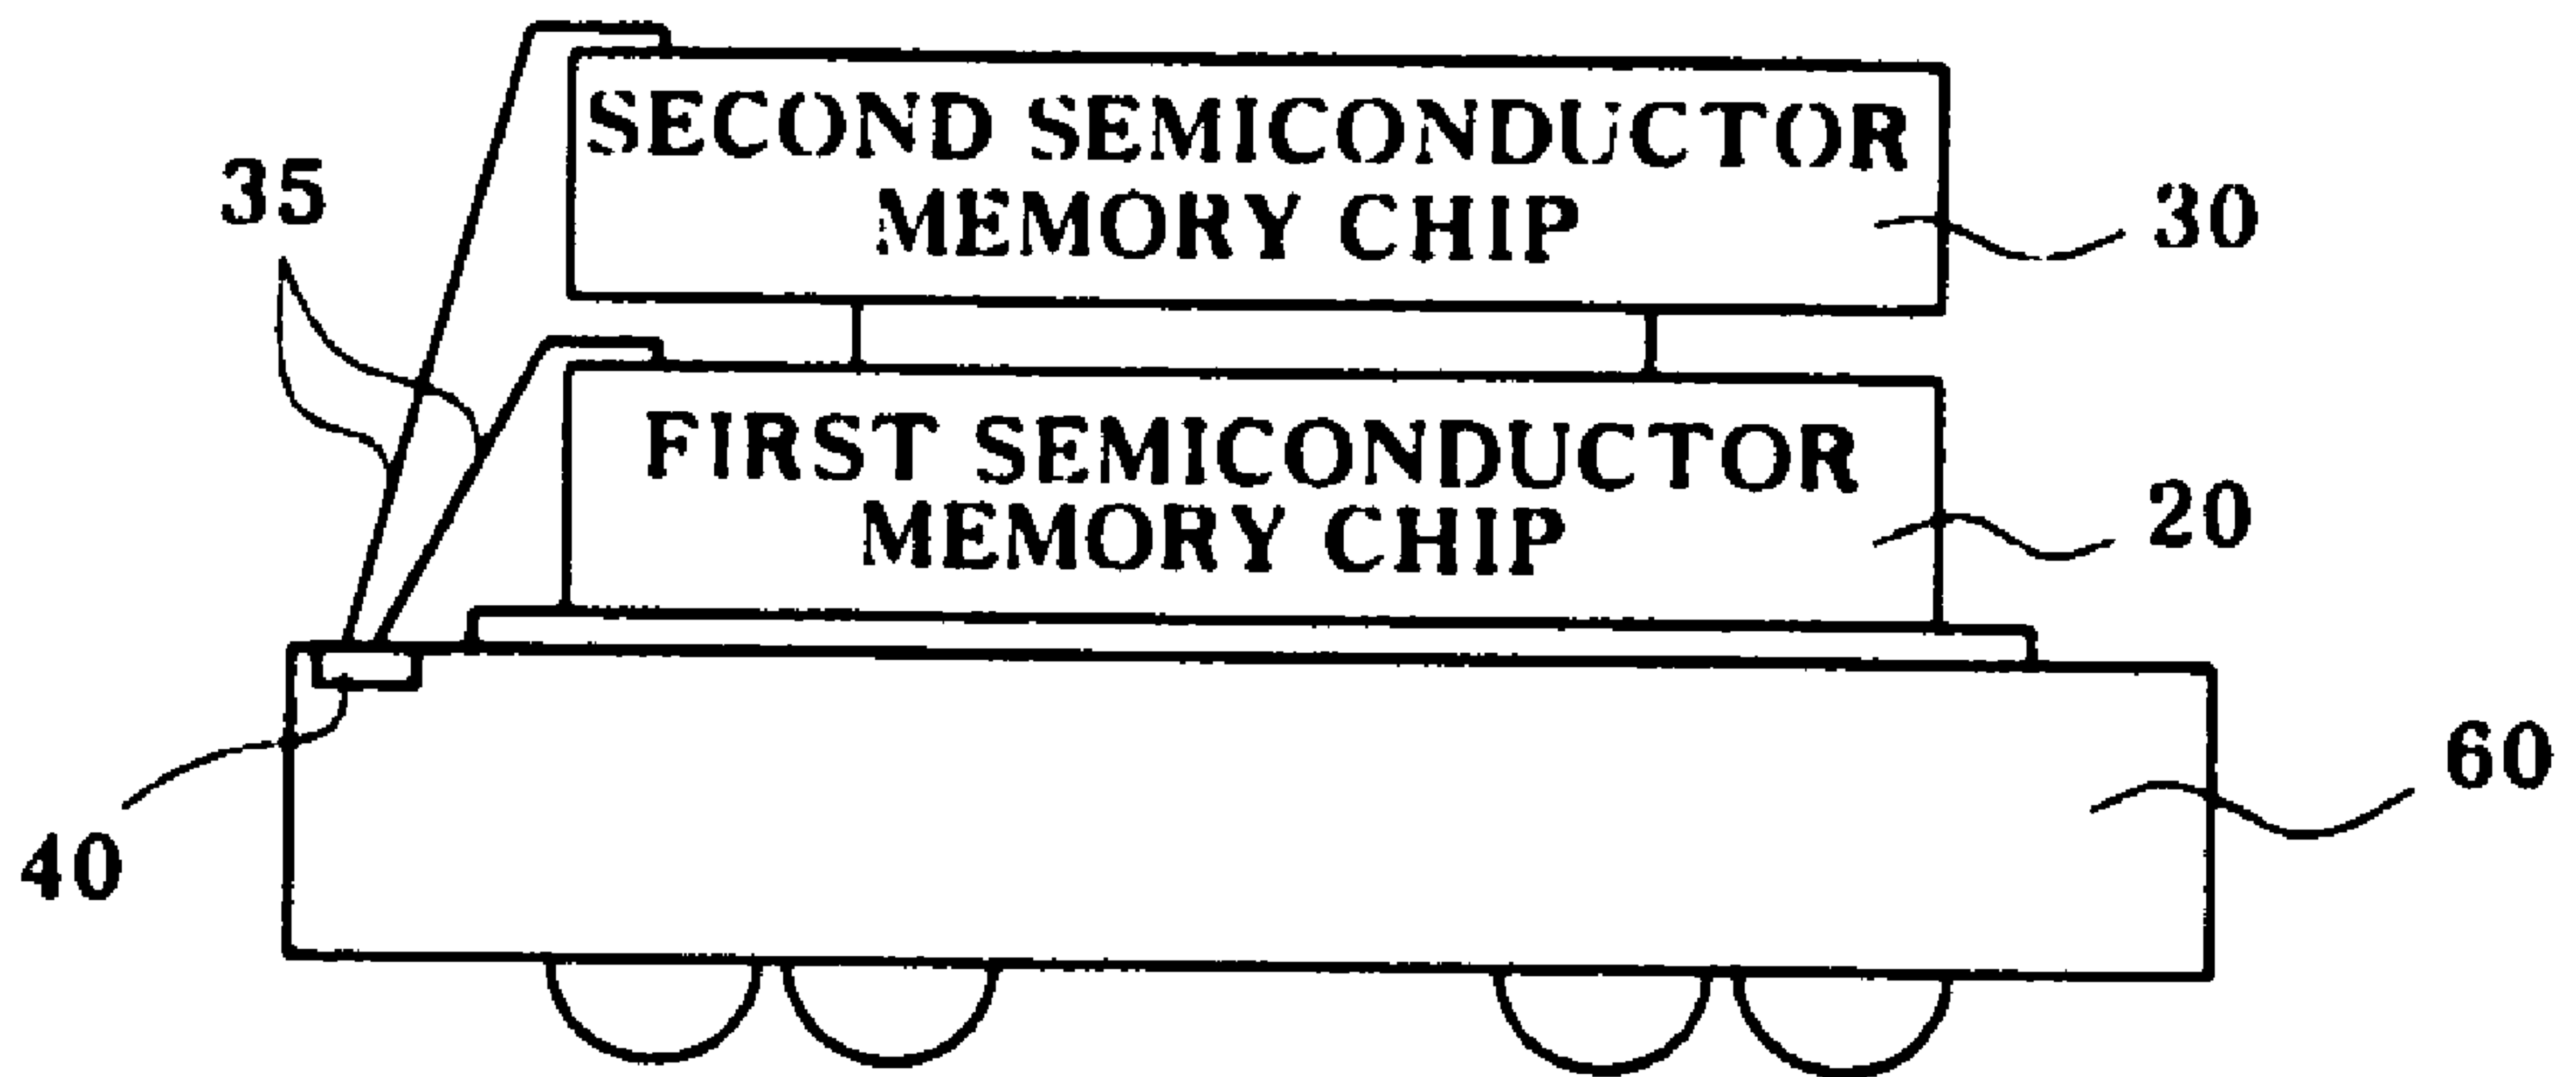 SECOND SEMICONDUCTOR
MEMORY CHIP
35
30
FIRST SEMICONDUCTOR
MEMORY CHIP
20
60
40